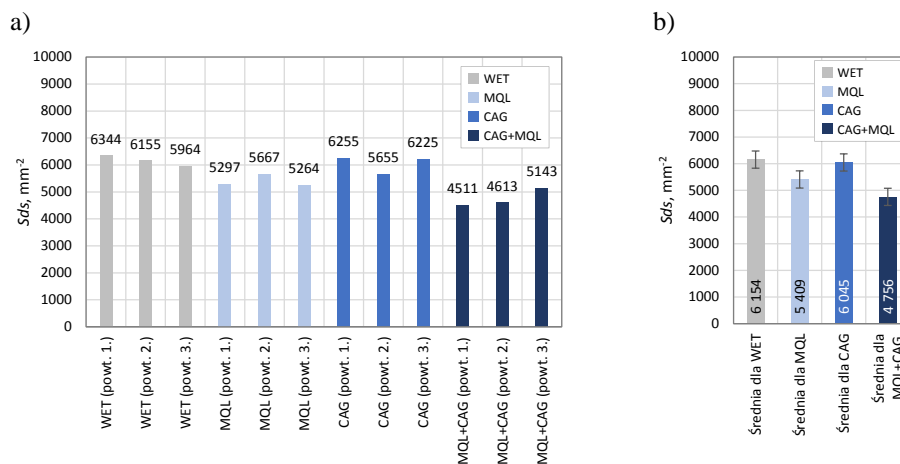 a)
10000
9000
8000
7000
6000
5000
4000
3000
2000
1000
0
Sds, mm⁻²
WET
MQL
CAG
CAG+MQL
6344
6155
5964
5297
5667
5264
6255
5655
6225
4511
4613
5143
WET (powt. 1.)
WET (powt. 2.)
WET (powt. 3.)
MQL (powt. 1.)
MQL (powt. 2.)
MQL (powt. 3.)
CAG (powt. 1.)
CAG (powt. 2.)
CAG (powt. 3.)
MQL+CAG (powt. 1.)
MQL+CAG (powt. 2.)
MQL+CAG (powt. 3.)
b)
10000
9000
8000
7000
6000
5000
4000
3000
2000
1000
0
Sds, mm⁻²
WET
MQL
CAG
CAG+MQL
6 154
5 409
6 045
4 756
Średnia dla WET
Średnia dla MQL
Średnia dla CAG
Średnia dla
MQL+CAG